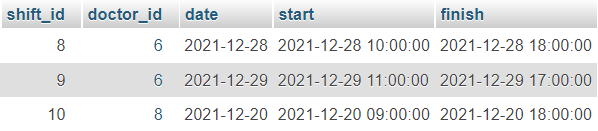 shift_id doctor_id date start finish
8 6 2021-12-28 2021-12-28 10:00:00 2021-12-28 18:00:00
9 6 2021-12-29 2021-12-29 11:00:00 2021-12-29 17:00:00
10 8 2021-12-20 2021-12-20 09:00:00 2021-12-20 18:00:00